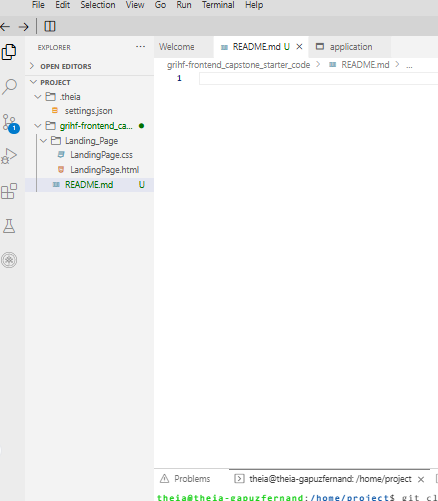 File Edit Selection View Go Run Terminal Help
EXPLORER ...
Welcome README.md U × application
OPEN EDITORS
grihf-frontend_capstone_starter_code > README.md > ...
PROJECT
1
.theia
settings.json
grihf-frontend_ca...
Landing_Page
1
LandingPage.css
LandingPage.html
README.md U
Problems theia@theia-gapuzfernand: /home/project ×
theia@theia-gapuzfernand:/home/project$ git cl